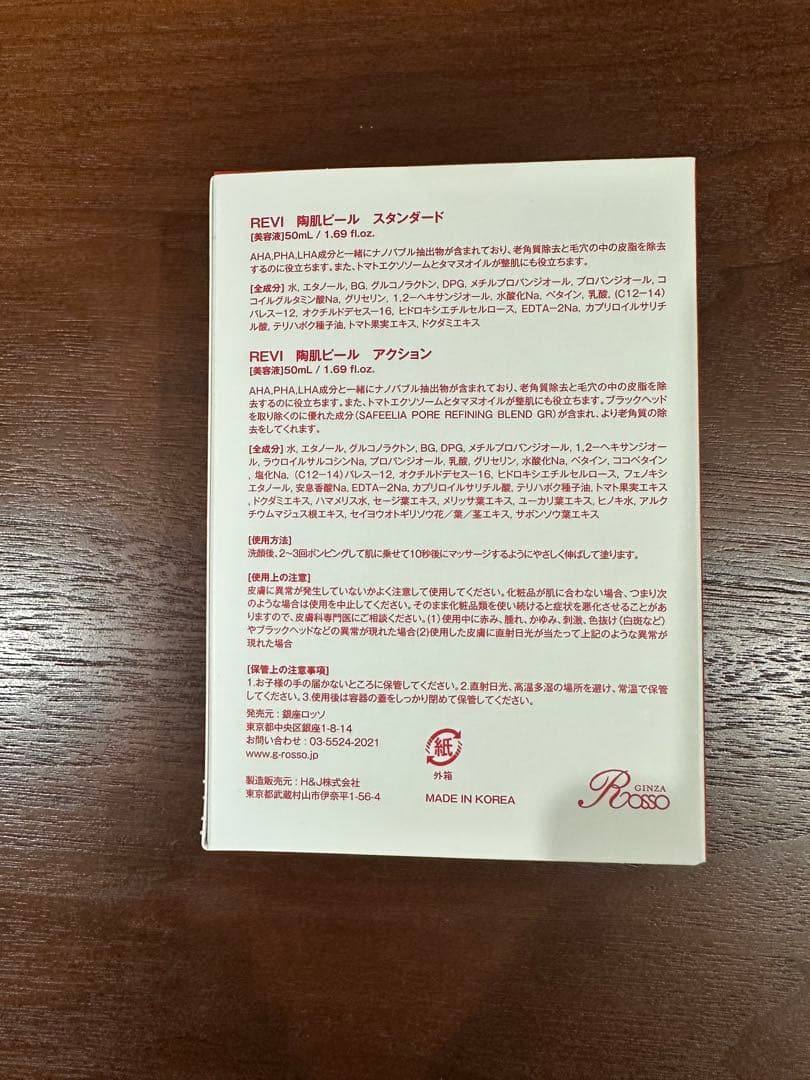 REVI 陶肌ピール スタンダード
[美容液]50mL / 1.69 fl.oz.
AHA,PHA,LHA成分と一緒にナノバブル抽出物が含まれており、老角質除去と毛穴の中の皮脂を除去
するのに役立ちます。また、トマトエクソソームとタマヌオイルが整肌にも役立ちます。
[全成分] 水, エタノール, BG, グルコノラクトン, DPG, メチルプロパンジオール, プロパンジオール, コ
コイルグルタミン酸Na, グリセリン, 1,2-ヘキサンジオール, 水酸化Na, ベタイン, 乳酸, (C12-14)
パレス-12, オクチルドデセス-16, ヒドロキシエチルセルロース, EDTA-2Na, カプリロイルサリチ
ル酸, テリハボク種子油, トマト果実エキス, ドクダミエキス
REVI 陶肌ピール アクション
[美容液]50mL / 1.69 fl.oz.
AHA,PHA,LHA成分と一緒にナノバブル抽出物が含まれており、老角質除去と毛穴の中の皮脂を除
去するのに役立ちます。また、トマトエクソソームとタマヌオイルが整肌にも役立ちます。ブラックヘッド
を取り除くのに優れた成分(SAFEELIA PORE REFINING BLEND GR)が含まれ、より老角質の除
去をしてくれます。
[全成分] 水, エタノール, グルコノラクトン, BG, DPG, メチルプロパンジオール, 1,2-ヘキサンジオー
ル, ラウロイルサルコシンNa, プロパンジオール, 乳酸, グリセリン, 水酸化Na, ベタイン, ココベタイン
, 塩化Na, (C12-14)パレス-12, オクチルドデセス-16, ヒドロキシエチルセルロース, フェノキシ
エタノール, 安息香酸Na, EDTA-2Na, カプリロイルサリチル酸, テリハボク種子油, トマト果実エキス
, ドクダミエキス, ハマメリス水, セージ葉エキス, メリッサ葉エキス, ユーカリ葉エキス, ヒノキ水, アルク
チウムマジュス根エキス, セイヨウオトギリソウ花/葉/茎エキス, サボンソウ葉エキス
[使用方法]
洗顔後、2~3回ポンピングして肌に乗せて10秒後にマッサージするようにやさしく伸ばして塗ります。
[使用上の注意]
皮膚に異常が発生していないかよく注意して使用してください。化粧品が肌に合わない場合、つまり次
のような場合は使用を中止してください。そのまま化粧品類を使い続けると症状を悪化させることがあ
りますので、皮膚科専門医にご相談ください。(1)使用中に赤み、腫れ、かゆみ、刺激、色抜け(白斑など)
やブラックヘッドなどの異常が現れた場合(2)使用した皮膚に直射日光が当たって上記のような異常が
現れた場合
[保管上の注意事項]
1.お子様の手の届かないところに保管してください。2.直射日光、高温多湿の場所を避け、常温で保管
してください。3.使用後は容器の蓋をしっかり閉めて保管してください。
発売元 : 銀座ロッソ
東京都中央区銀座1-8-14
お問い合わせ : 03-5524-2021
www.g-rosso.jp
紙
外箱
製造販売元 : H&J株式会社
東京都武蔵村山市伊奈平1-56-4
MADE IN KOREA
GINZA
Rosso